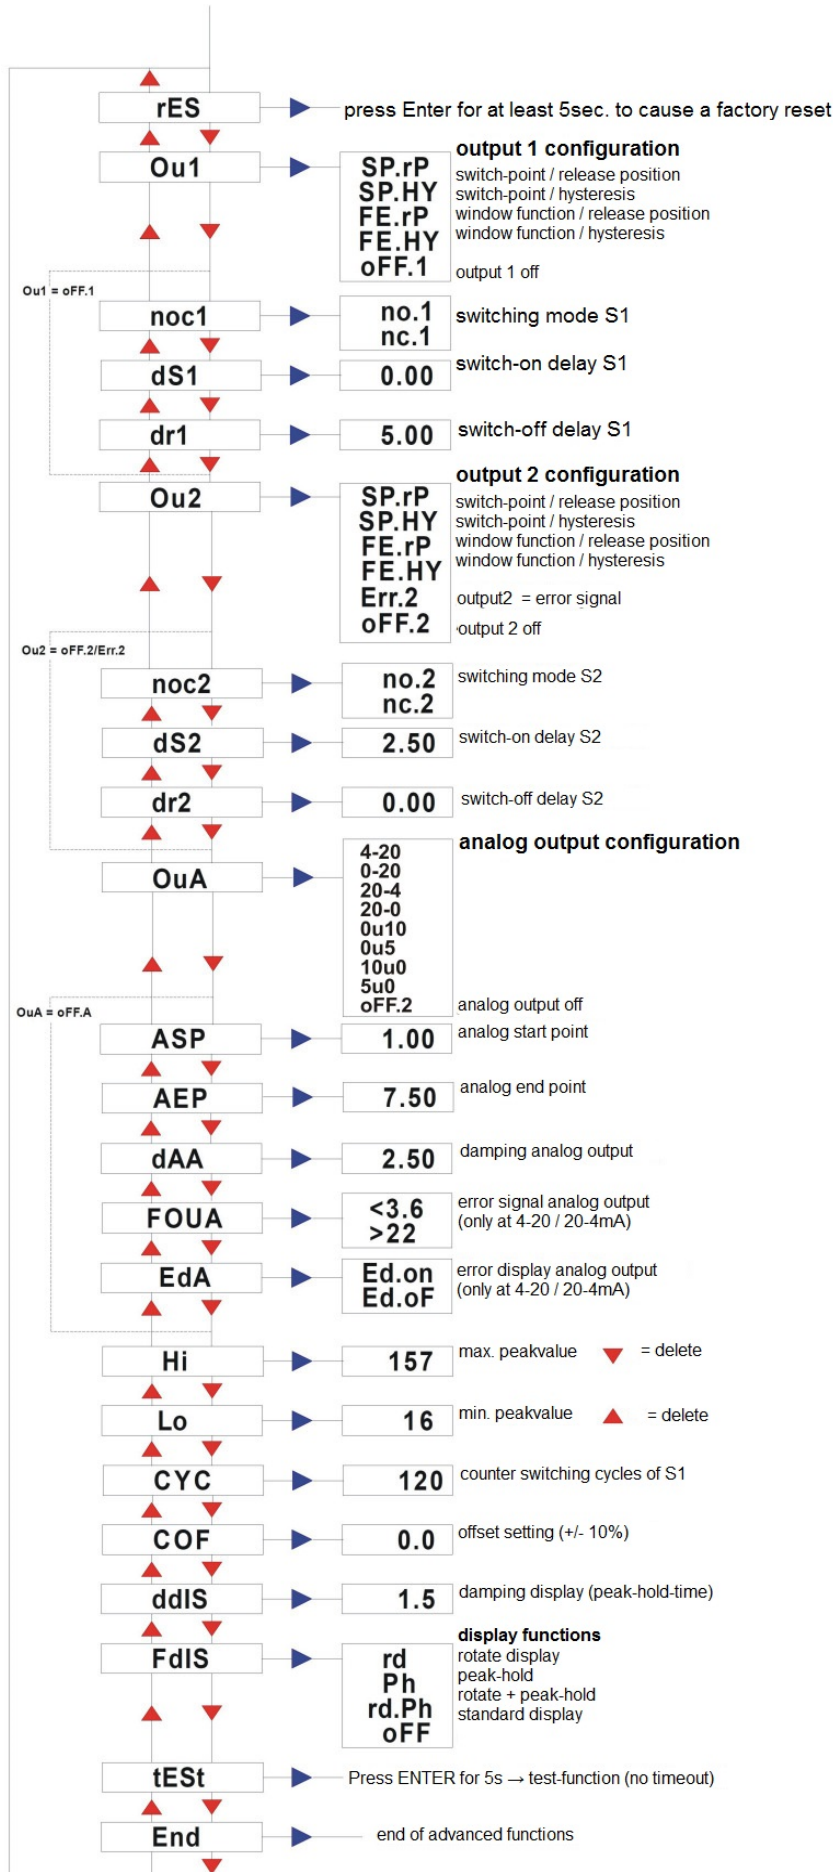 rES
press Enter for at least 5sec. to cause a factory reset
Ou1
output 1 configuration
SP.rP
switch-point / release position
SP.HY
switch-point / hysteresis
FE.rP
window function / release position
FE.HY
window function / hysteresis
oFF.1
output 1 off
Ou1 = oFF.1
noc1
no.1
nc.1
switching mode S1
dS1
0.00
switch-on delay S1
dr1
5.00
switch-off delay S1
Ou2
output 2 configuration
SP.rP
switch-point / release position
SP.HY
switch-point / hysteresis
FE.rP
window function / release position
FE.HY
window function / hysteresis
Err.2
output2 = error signal
oFF.2
output 2 off
Ou2 = oFF.2/Err.2
noc2
no.2
nc.2
switching mode S2
dS2
2.50
switch-on delay S2
dr2
0.00
switch-off delay S2
OuA
analog output configuration
4-20
0-20
20-4
20-0
0u10
0u5
10u0
5u0
oFF.2
analog output off
OuA = oFF.A
ASP
1.00
analog start point
AEP
7.50
analog end point
dAA
2.50
damping analog output
FOUA
<3.6
>22
error signal analog output
(only at 4-20 / 20-4mA)
EdA
Ed.on
Ed.oF
error display analog output
(only at 4-20 / 20-4mA)
Hi
157
max. peakvalue
= delete
Lo
16
min. peakvalue
= delete
CYC
120
counter switching cycles of S1
COF
0.0
offset setting (+/- 10%)
ddIS
1.5
damping display (peak-hold-time)
FdIS
display functions
rd
rotate display
Ph
peak-hold
rd.Ph
rotate + peak-hold
oFF
standard display
tESt
Press ENTER for 5s → test-function (no timeout)
End
end of advanced functions